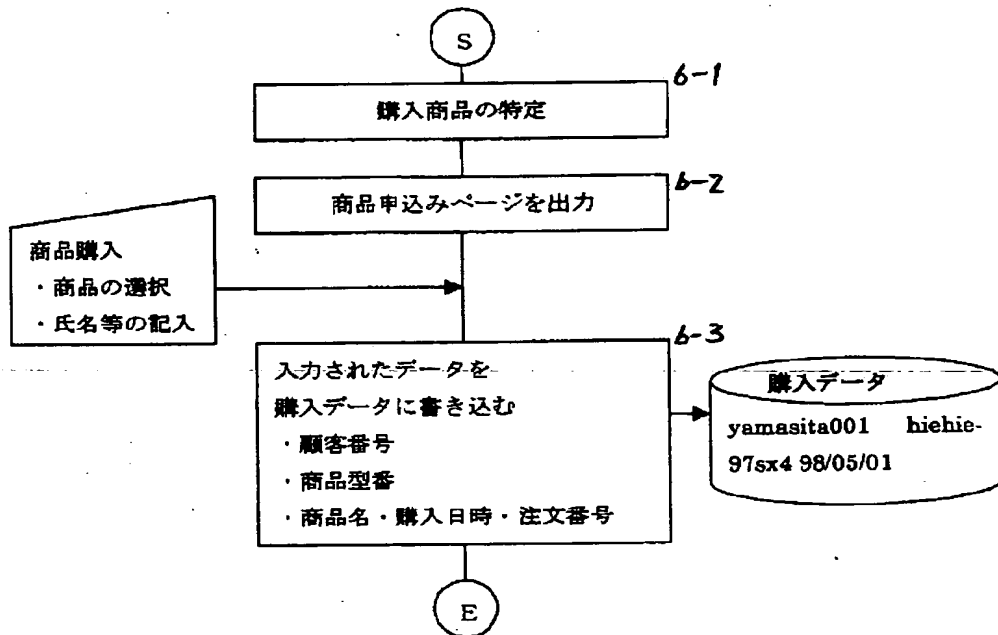 S
6-1
購入商品の特定
6-2
商品申込みページを出力
商品購入
・商品の選択
・氏名等の記入
6-3
入力されたデータを
購入データに書き込む
・顧客番号
・商品型番
・商品名・購入日時・注文番号
購入データ
yamasita001 hiehie-
97sx4 98/05/01
E